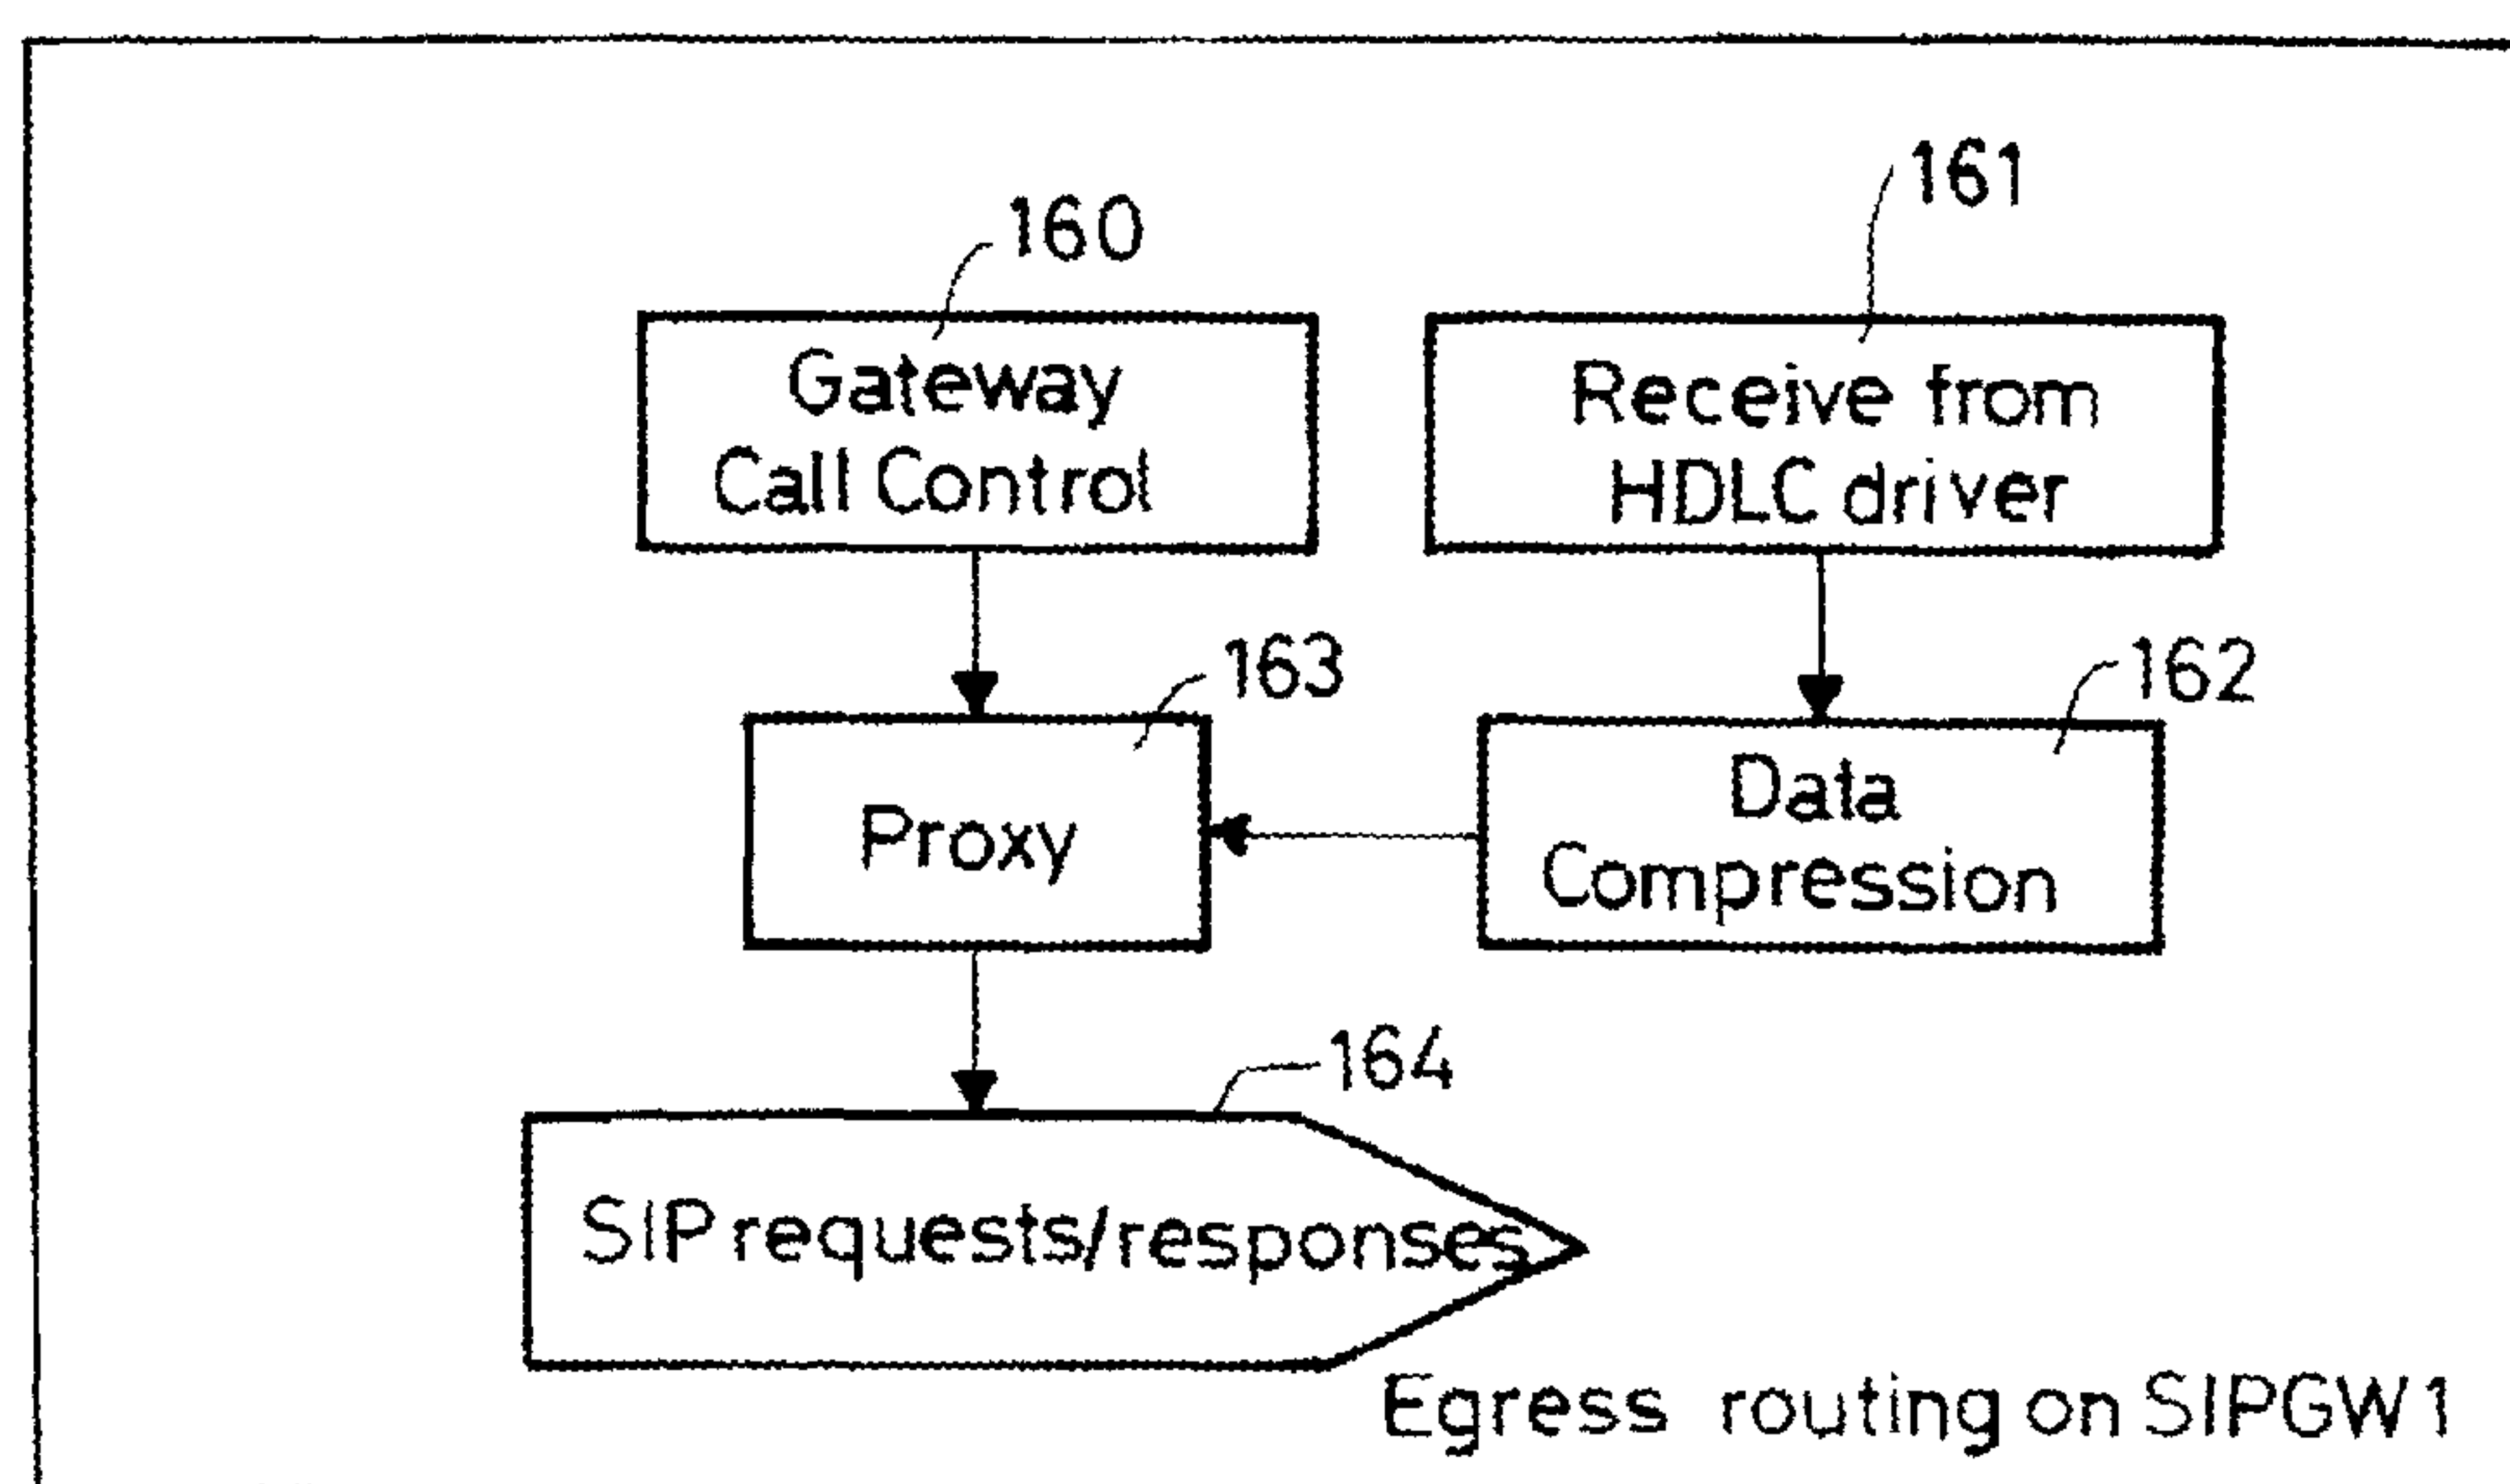 161
160
Gateway
Call Control
Receive from
HDLC driver
163
162
Proxy
Data
Compression
164
SIP requests/responses
Egress routing on SIPGW1